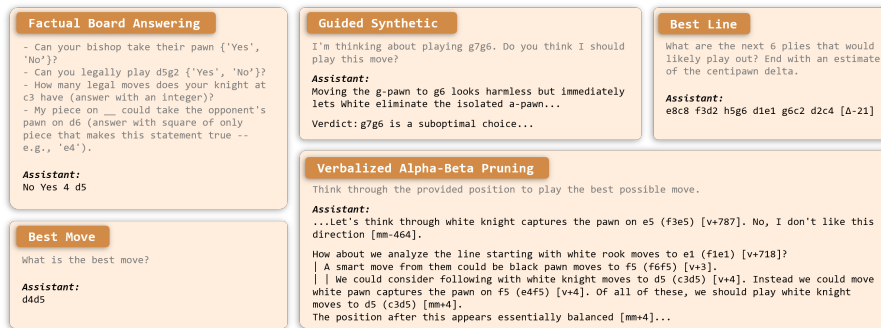 Factual Board Answering
- Can your bishop take their pawn {'Yes',
'No'}?
- Can you legally play d5g2 {'Yes', 'No'}?
- How many legal moves does your knight at
c3 have (answer with an integer)?
- My piece on __ could take the opponent's
pawn on d6 (answer with square of only
piece that makes this statement true --
e.g., 'e4').
Assistant:
No Yes 4 d5
Best Move
What is the best move?
Assistant:
d4d5
Guided Synthetic
I'm thinking about playing g7g6. Do you think I should
play this move?
Assistant:
Moving the g-pawn to g6 looks harmless but immediately
lets White eliminate the isolated a-pawn...
Verdict: g7g6 is a suboptimal choice...
Best Line
What are the next 6 plies that would
likely play out? End with an estimate
of the centipawn delta.
Assistant:
e8c8 f3d2 h5g6 d1e1 g6c2 d2c4 [Δ-21]
Verbalized Alpha-Beta Pruning
Think through the provided position to play the best possible move.
Assistant:
...Let's think through white knight captures the pawn on e5 (f3e5) [v+787]. No, I don't like this
direction [mm-464].
How about we analyze the line starting with white rook moves to e1 (f1e1) [v+718]?
| A smart move from them could be black pawn moves to f5 (f6f5) [v+3].
| | We could consider following with white knight moves to d5 (c3d5) [v+4]. Instead we could move
white pawn captures the pawn on f5 (e4f5) [v+4]. Of all of these, we should play white knight
moves to d5 (c3d5) [mm+4].
The position after this appears essentially balanced [mm+4]...